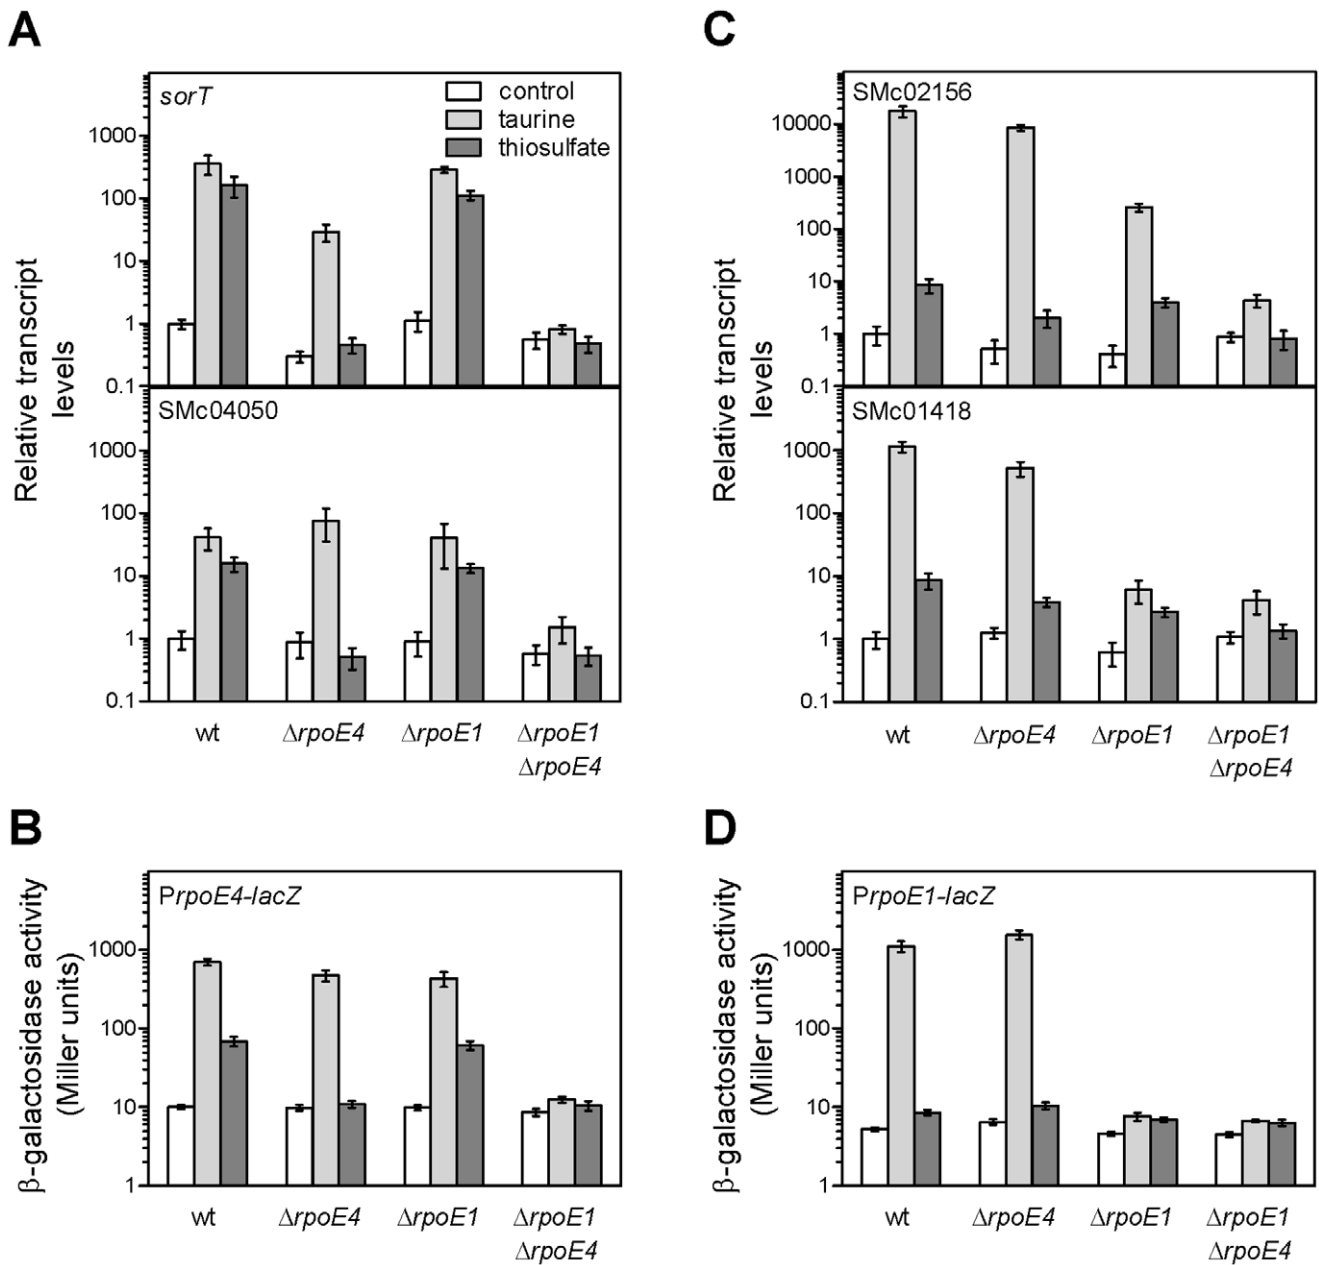 A
sorT
control
taurine
thiosulfate
1000
100
10
1
0.1
SMc04050
1000
100
10
1
0.1
Relative transcript
levels
wt
ΔrpoE4
ΔrpoE1
ΔrpoE1
ΔrpoE4
C
SMc02156
10000
1000
100
10
1
0.1
SMc01418
1000
100
10
1
0.1
Relative transcript
levels
wt
ΔrpoE4
ΔrpoE1
ΔrpoE1
ΔrpoE4
B
PrpoE4-lacZ
1000
100
10
1
β-galactosidase activity
(Miller units)
wt
ΔrpoE4
ΔrpoE1
ΔrpoE1
ΔrpoE4
D
PrpoE1-lacZ
1000
100
10
1
β-galactosidase activity
(Miller units)
wt
ΔrpoE4
ΔrpoE1
ΔrpoE1
ΔrpoE4